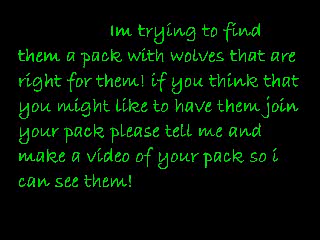 Im trying to find
them a pack with wolves that are
right for them! if you think that
you might like to have them join
your pack please tell me and
make a video of your pack so i
can see them!